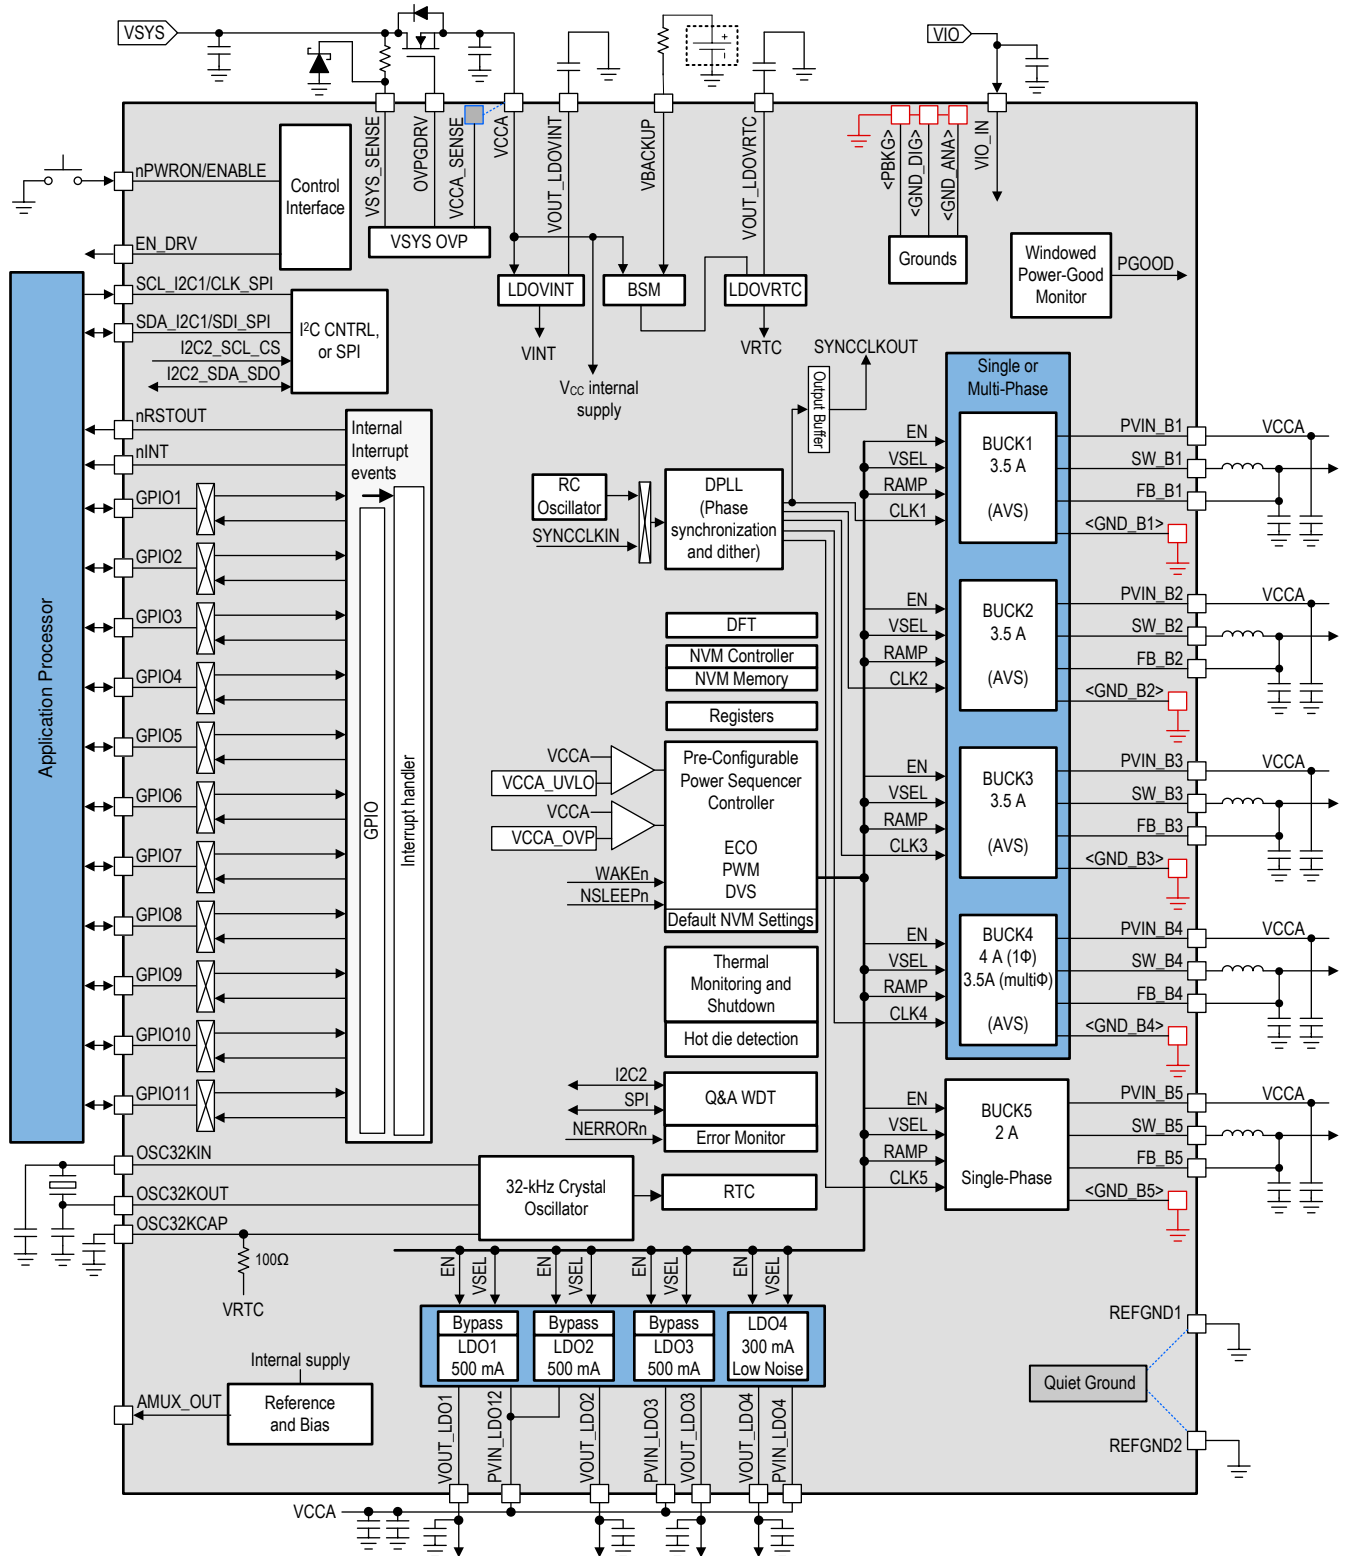 VSYS
VIO
VSYS_SENSE
OVPGDRV
VCCA_SENSE
VCCA
VOUT_LDOVINT
VBACKUP
VOUT_LDOVRTC
<PBKG>
<GND_DIG>
<GND_ANA>
VIO_IN
nPWRON/ENABLE
EN_DRV
Control
Interface
VSYS OVP
LDOVINT
BSM
LDOVRTC
Grounds
Windowed
Power-Good
Monitor
PGOOD
VINT
VCC internal
supply
VRTC
Application Processor
SCL_I2C1/CLK_SPI
SDA_I2C1/SDI_SPI
I2C2_SCL_CS
I2C2_SDA_SDO
I²C CNTRL,
or SPI
nRSTOUT
nINT
GPIO1
GPIO2
GPIO3
GPIO4
GPIO5
GPIO6
GPIO7
GPIO8
GPIO9
GPIO10
GPIO11
Internal
Interrupt
events
GPIO
Interrupt handler
SYNCCLKOUT
Output Buffer
RC
Oscillator
SYNCCLKIN
DPLL
(Phase
synchronization
and dither)
DFT
NVM Controller
NVM Memory
Registers
VCCA
VCCA_UVLO
VCCA
VCCA_OVP
WAKEn
NSLEEPn
Pre-Configurable
Power Sequencer
Controller
ECO
PWM
DVS
Default NVM Settings
Thermal
Monitoring and
Shutdown
Hot die detection
I2C2
SPI
NERRORn
Q&A WDT
Error Monitor
RTC
Single or
Multi-Phase
EN
VSEL
RAMP
CLK1
BUCK1
3.5 A
(AVS)
PVIN_B1
SW_B1
FB_B1
<GND_B1>
VCCA
EN
VSEL
RAMP
CLK2
BUCK2
3.5 A
(AVS)
PVIN_B2
SW_B2
FB_B2
<GND_B2>
VCCA
EN
VSEL
RAMP
CLK3
BUCK3
3.5 A
(AVS)
PVIN_B3
SW_B3
FB_B3
<GND_B3>
VCCA
EN
VSEL
RAMP
CLK4
BUCK4
4 A (1Φ)
3.5A (multiΦ)
(AVS)
PVIN_B4
SW_B4
FB_B4
<GND_B4>
VCCA
EN
VSEL
RAMP
CLK5
BUCK5
2 A
Single-Phase
PVIN_B5
SW_B5
FB_B5
<GND_B5>
VCCA
OSC32KIN
OSC32KOUT
OSC32KCAP
100Ω
VRTC
32-kHz Crystal
Oscillator
EN
VSEL
EN
VSEL
EN
VSEL
EN
VSEL
Bypass
LDO1
500 mA
Bypass
LDO2
500 mA
Bypass
LDO3
500 mA
LDO4
300 mA
Low Noise
Internal supply
Reference
and Bias
AMUX_OUT
VOUT_LDO1
PVIN_LDO12
VOUT_LDO2
PVIN_LDO3
VOUT_LDO3
VOUT_LDO4
PVIN_LDO4
VCCA
REFGND1
Quiet Ground
REFGND2